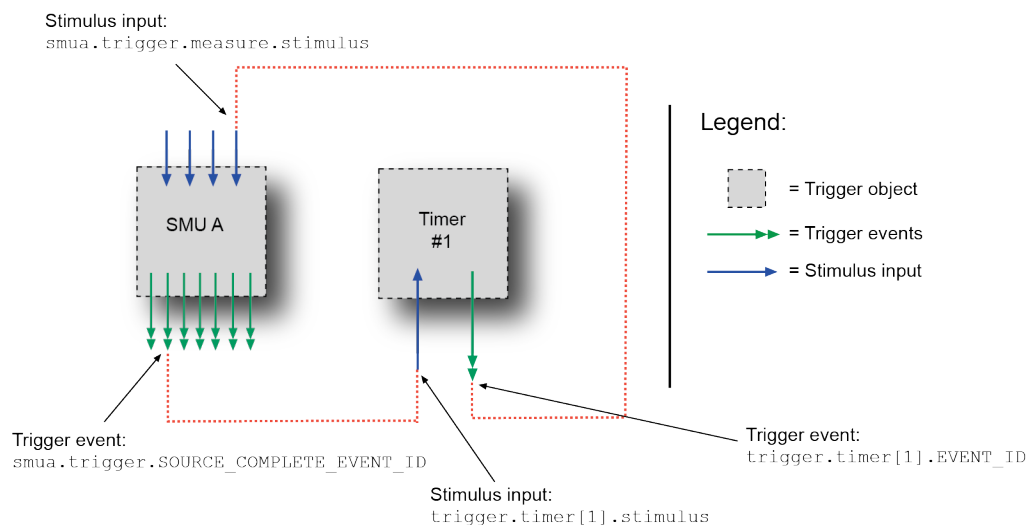 Stimulus input:
smua.trigger.measure.stimulus
Legend:
SMU A
Timer
#1
= Trigger object
= Trigger events
= Stimulus input
Trigger event:
smua.trigger.SOURCE_COMPLETE_EVENT_ID
Trigger event:
trigger.timer[1].EVENT_ID
Stimulus input:
trigger.timer[1].stimulus